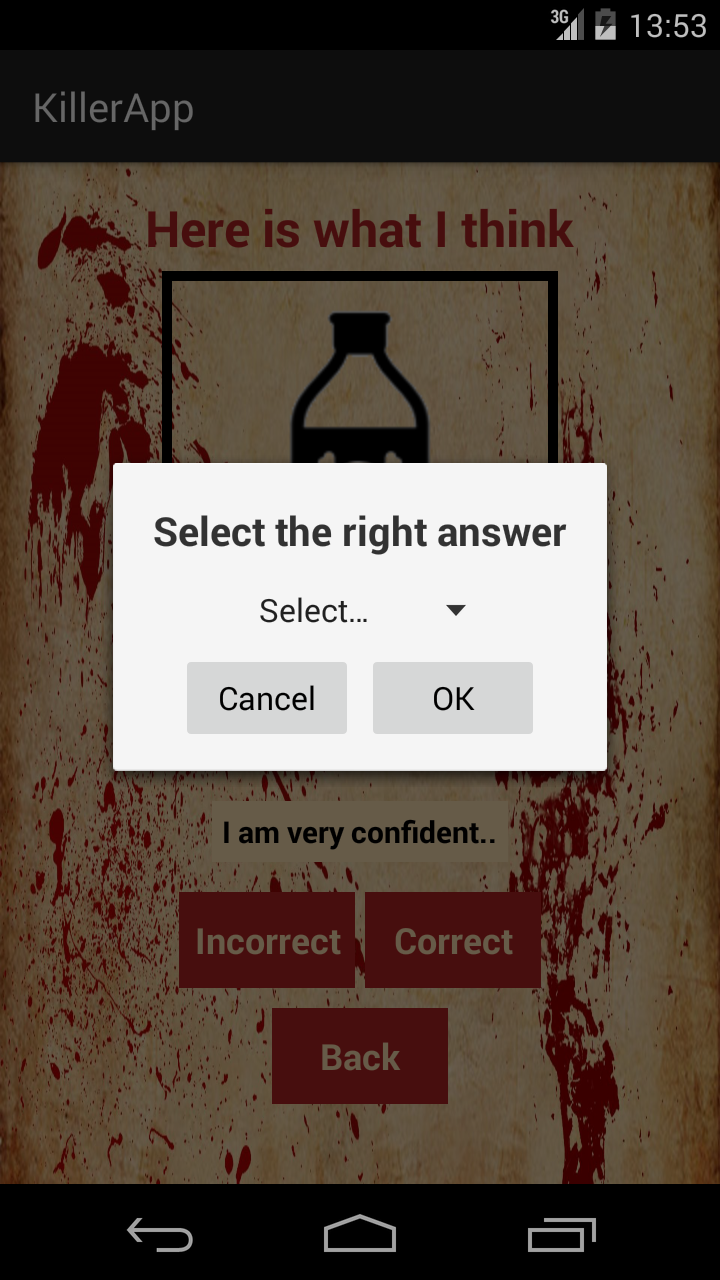 3G 13:53
KillerApp
Here is what I think
Select the right answer
Select...
Cancel OK
I am very confident..
Incorrect Correct
Back